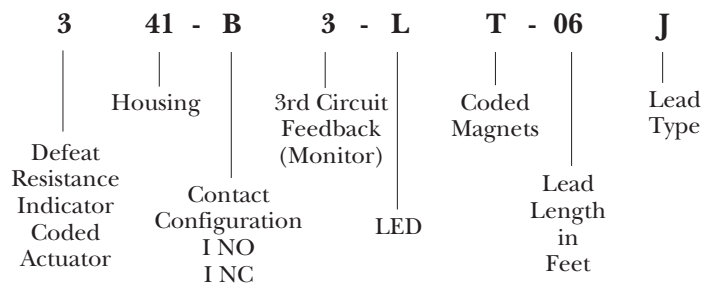 3 41 - B 3 - L T - 06 J
Housing
3rd Circuit
Feedback
(Monitor)
Coded
Magnets
Lead
Type
Defeat
Resistance
Indicator
Coded
Actuator
Contact
Configuration
I NO
I NC
LED
Lead
Length
in
Feet